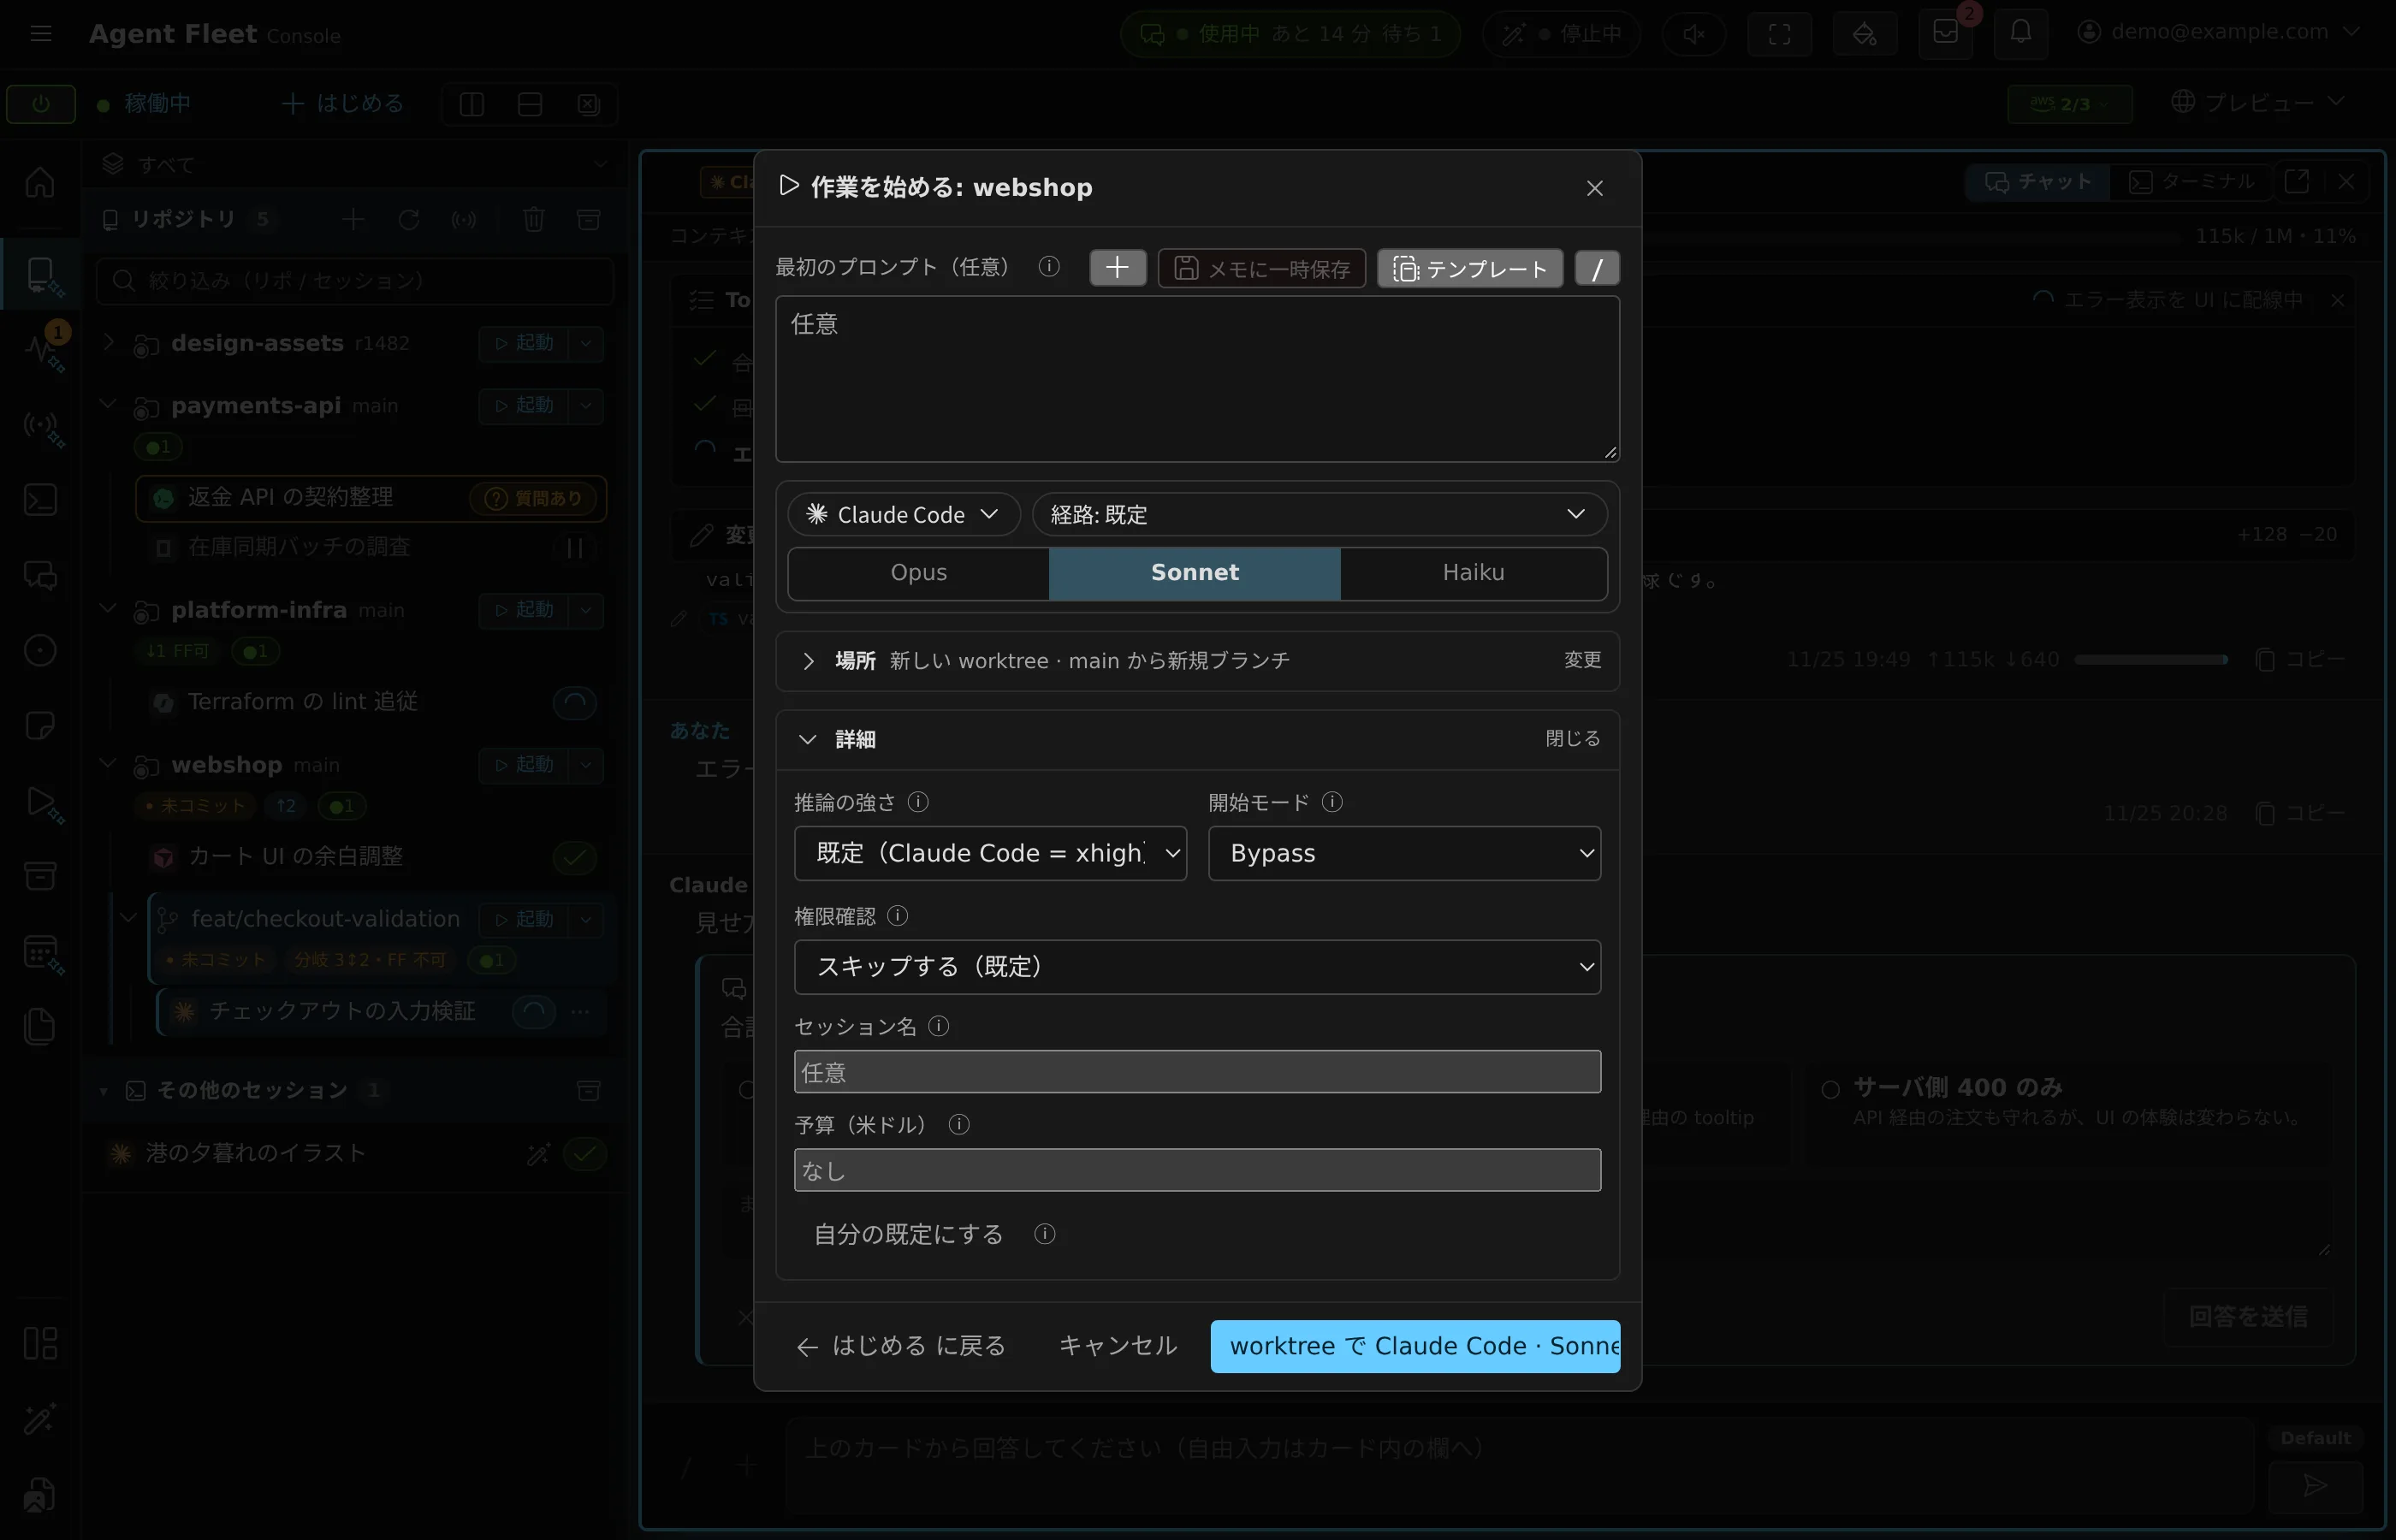 Agent Fleet Console
使用中 あと 14 分 待ち 1
停止中
2
demo@example.com
稼働中
はじめる
aws 2/3
プレビュー
すべて
リポジトリ 5
絞り込み（リポ / セッション）
design-assets r1482
起動
1
payments-api main
起動
1
返金 API の契約整理
質問あり
在庫同期バッチの調査
platform-infra main
起動
↓1 FF可
1
Terraform の lint 追従
webshop main
起動
• 未コミット
↑2
1
カート UI の余白調整
feat/checkout-validation
起動
• 未コミット
分岐 3↕2・FF 不可
1
チェックアウトの入力検証
その他のセッション 1
港の夕暮れのイラスト
チャット
ターミナル
115k / 1M • 11%
エラー表示を UI に配線中
To
変更
+128 −20
TS
11/25 19:49 ↑115k ↓640
コピー
あなた
エラー
11/25 20:28
コピー
Claude
サーバ側 400 のみ
API 経由の注文も守れるが、UI の体験は変わらない。
tooltip
回答を送信
上のカードから回答してください（自由入力はカード内の欄へ）
Default
作業を始める: webshop
最初のプロンプト（任意）
メモに一時保存
テンプレート
/
任意
Claude Code
経路: 既定
Opus
Sonnet
Haiku
場所 新しい worktree · main から新規ブランチ
変更
詳細
閉じる
推論の強さ
開始モード
既定（Claude Code = xhigh
Bypass
権限確認
スキップする（既定）
セッション名
任意
予算（米ドル）
なし
自分の既定にする
← はじめる に戻る
キャンセル
worktree で Claude Code · Sonne